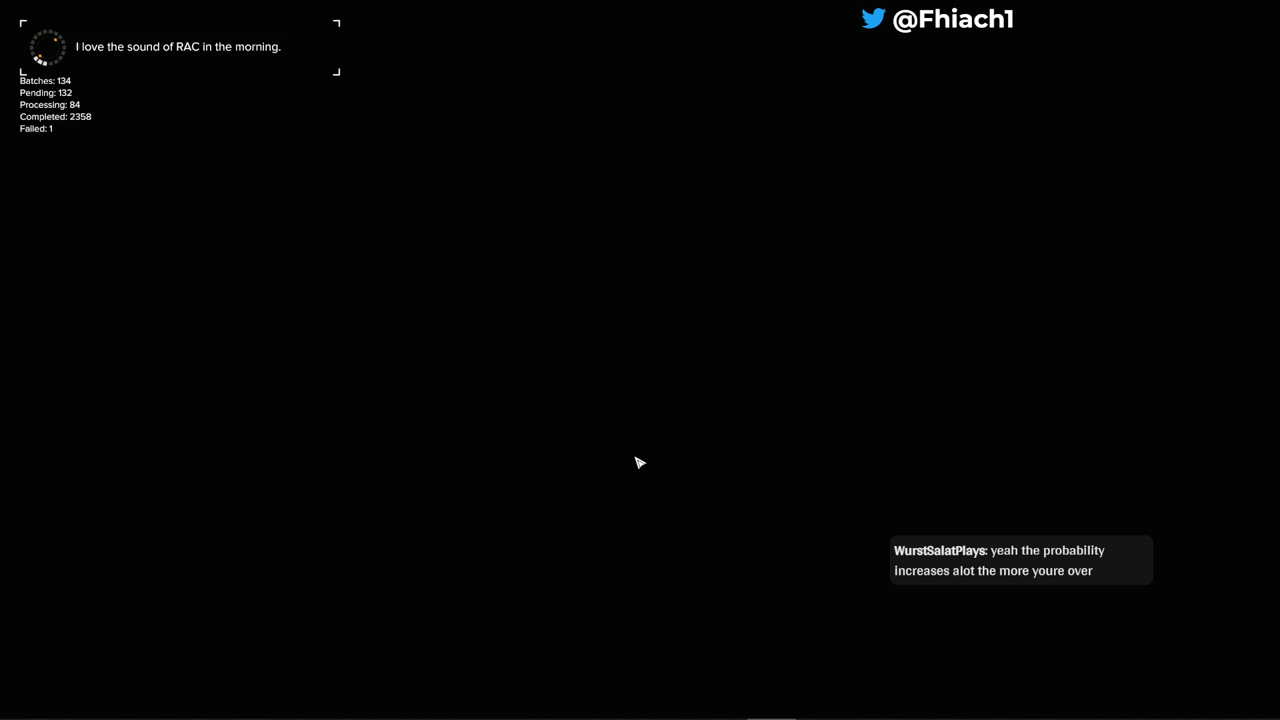 @Fhiach1
I love the sound of RAC in the morning.
Batches: 134
Pending: 132
Processing: 84
Completed: 2358
Failed: 1
WurstSalatPlays: yeah the probability
increases alot the more youre over